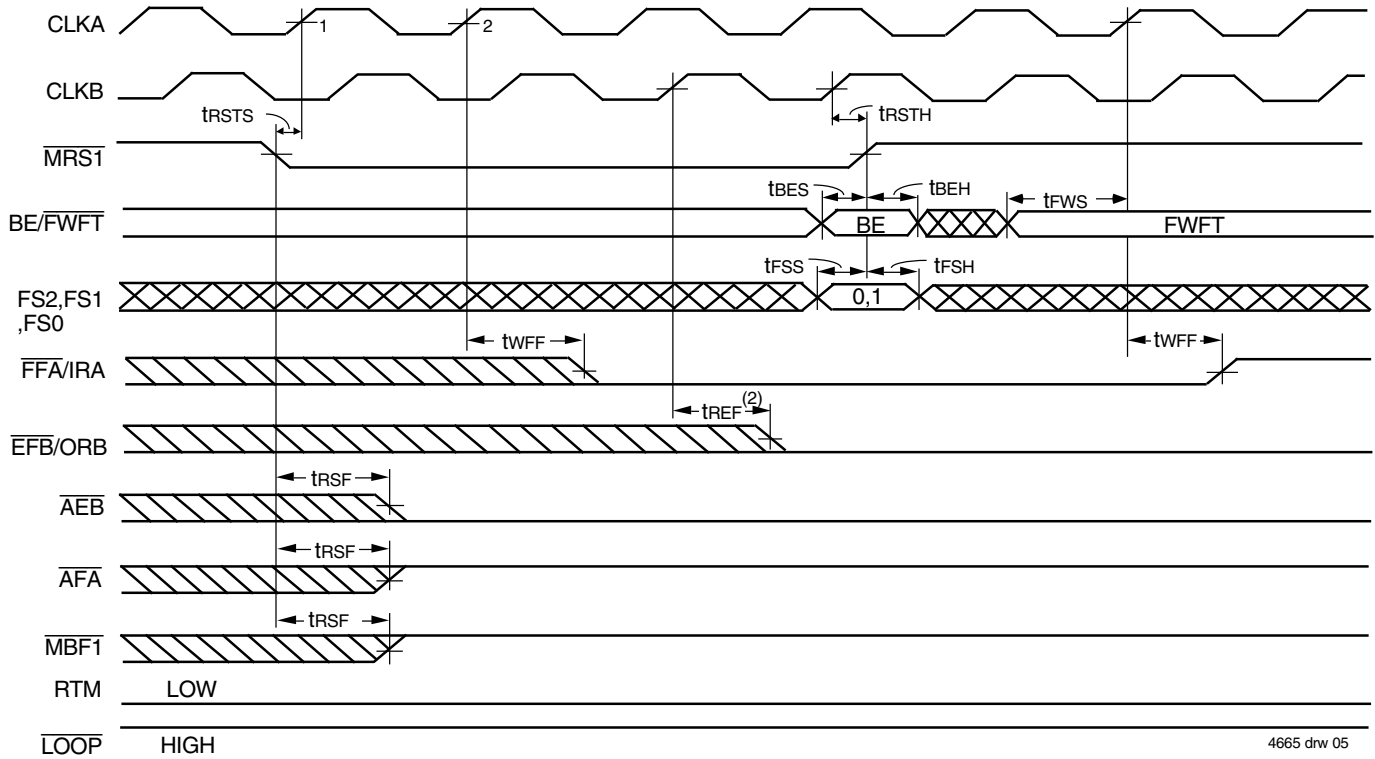 CLKA
1
2
CLKB
tRSTS
tRSTH
MRS1
tBES
tBEH
tFWS
BE/FWFT
BE
FWFT
tFSS
tFSH
FS2,FS1
,FS0
0,1
tWFF
tWFF
FFA/IRA
tREF(2)
EFB/ORB
tRSF
AEB
tRSF
AFA
tRSF
MBF1
RTM LOW
LOOP HIGH
4665 drw 05